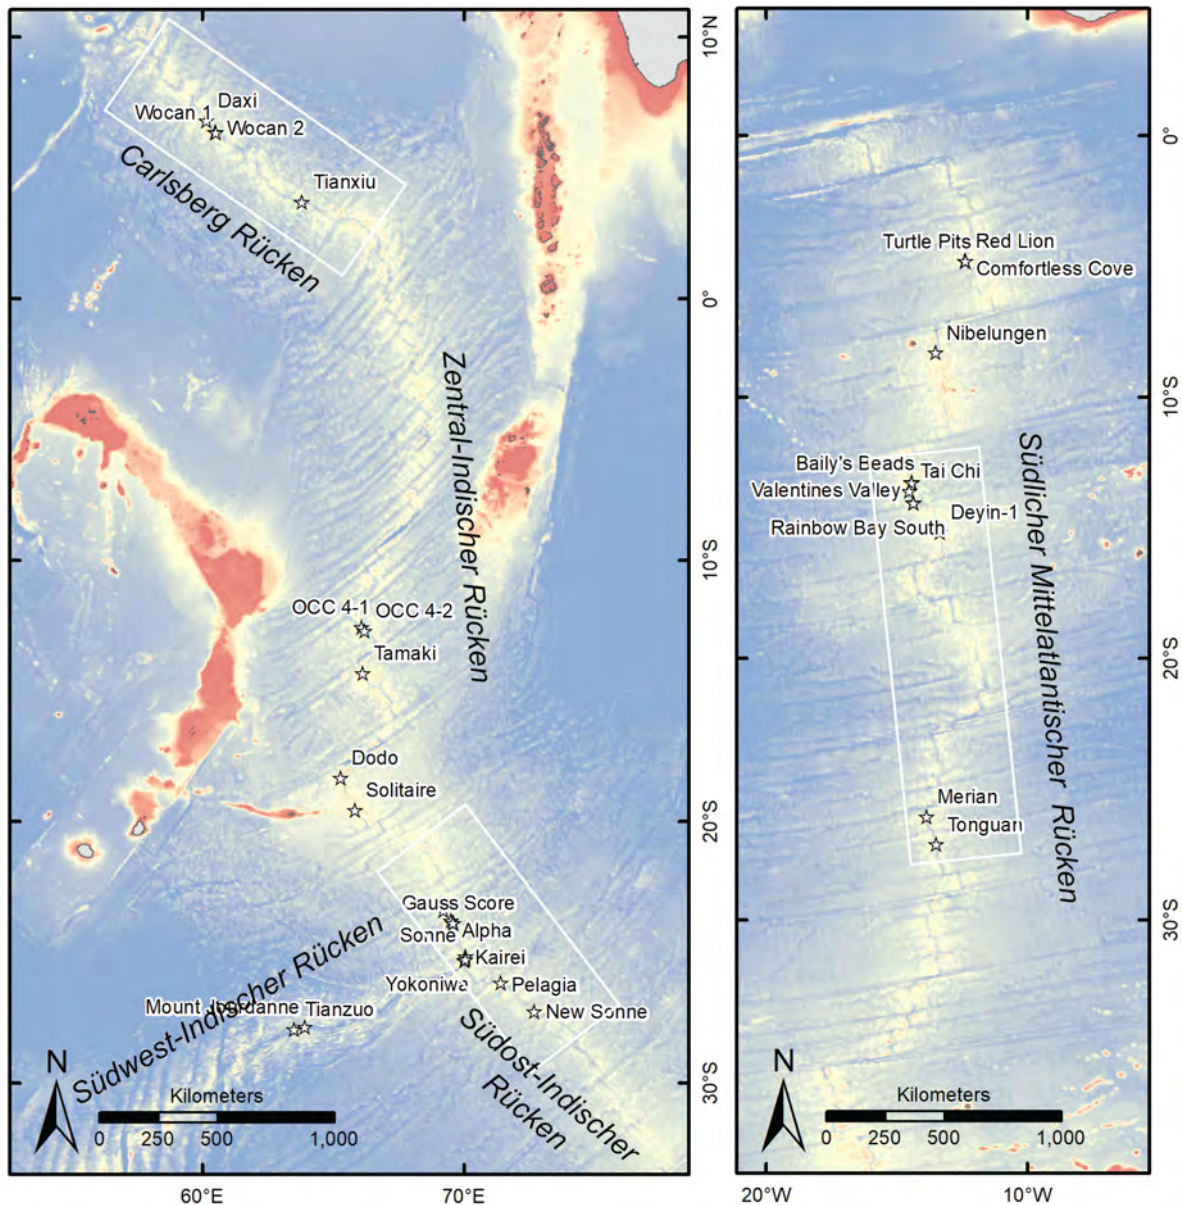 10°N
Daxi
Wocan 1
Wocan 2
Tianxiu
Carlsberg Rücken
0°
Zentral-Indischer Rücken
10°S
OCC 4-1 OCC 4-2
Tamaki
Dodo
Solitaire
20°S
Gauss Score
Sonne Alpha
Kairei
Yokoniwa Pelagia
New Sonne
Südwest-Indischer Rücken
Mount Jourdanne Tianzuo
Südost-Indischer
Rücken
30°S
N
Kilometers
0 250 500 1,000
60°E 70°E
0°
Turtle Pits Red Lion
Comfortless Cove
Nibelungen
10°S
Baily's Beads Tai Chi
Valentines Valley
Deyin-1
Rainbow Bay South
Südlicher Mittelatlantischer Rücken
20°S
Merian
Tonguan
30°S
N
Kilometers
0 250 500 1,000
20°W 10°W